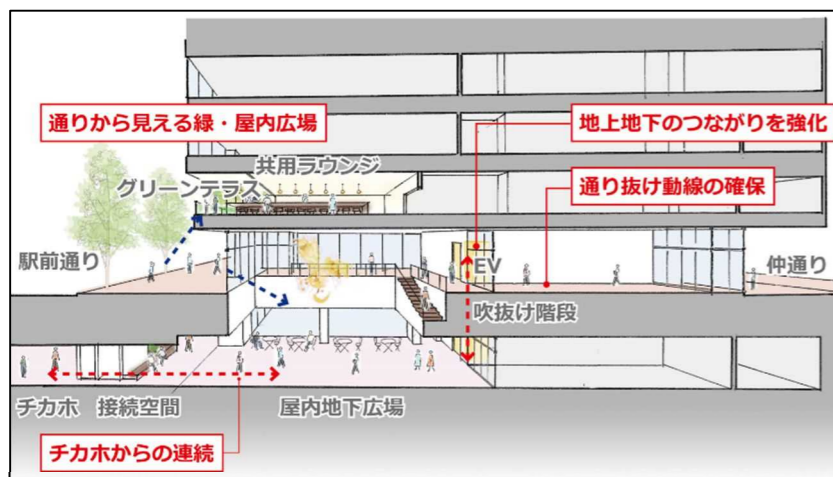 通りから見える緑・屋内広場
地上地下のつながりを強化
共用ラウンジ
グリーンテラス
通り抜け動線の確保
駅前通り
EV
仲通り
吹抜け階段
チカホ
接続空間
屋内地下広場
チカホからの連続